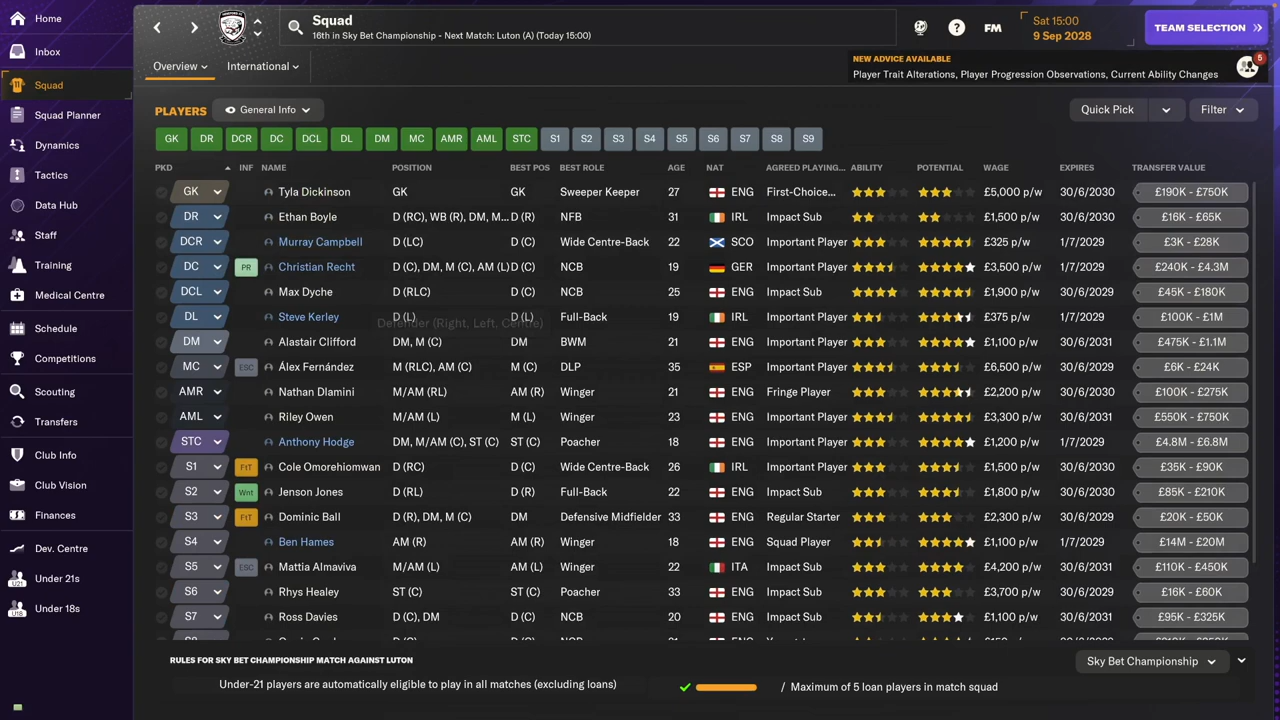 Home
Inbox
Squad
Squad Planner
Dynamics
Tactics
Data Hub
Staff
Training
Medical Centre
Schedule
Competitions
Scouting
Transfers
Club Info
Club Vision
Finances
Dev. Centre
U21 Under 21s
U18 Under 18s
Squad
16th in Sky Bet Championship - Next Match: Luton (A) (Today 15:00)
FM
Sat 15:00
9 Sep 2028
TEAM SELECTION
Overview International
NEW ADVICE AVAILABLE
Player Trait Alterations, Player Progression Observations, Current Ability Changes
6
PLAYERS General Info Quick Pick Filter
GK DR DCR DC DCL DL DM MC AMR AML STC S1 S2 S3 S4 S5 S6 S7 S8 S9
PKD INF NAME POSITION BEST POS BEST ROLE AGE NAT AGREED PLAYING... ABILITY POTENTIAL WAGE EXPIRES TRANSFER VALUE
GK Tyla Dickinson GK GK Sweeper Keeper 27 ENG First-Choice... £5,000 p/w 30/6/2030 £190K - £750K
DR Ethan Boyle D (RC), WB (R), DM, M... D (R) NFB 31 IRL Impact Sub £1,500 p/w 30/6/2030 £16K - £65K
DCR Murray Campbell D (LC) D (C) Wide Centre-Back 22 SCO Important Player £325 p/w 1/7/2029 £3K - £28K
DC PR Christian Recht D (C), DM, M (C), AM (L) D (C) NCB 19 GER Important Player £3,500 p/w 1/7/2029 £240K - £4.3M
DCL Max Dyche D (RLC) D (C) NCB 25 ENG Impact Sub £1,900 p/w 30/6/2029 £45K - £180K
DL Steve Kerley D (L) D (L) Full-Back 19 IRL Important Player £375 p/w 1/7/2029 £100K - £1M
Defender (Right, Left, Centre)
DM Alastair Clifford DM, M (C) DM BWM 21 ENG Important Player £1,100 p/w 30/6/2031 £475K - £1.1M
MC ESC Álex Fernández M (RLC), AM (C) M (C) DLP 35 ESP Important Player £6,500 p/w 30/6/2029 £6K - £24K
AMR Nathan Dlamini M/AM (RL) AM (R) Winger 21 ENG Fringe Player £2,200 p/w 30/6/2030 £100K - £275K
AML Riley Owen M/AM (L) M (L) Winger 23 ENG Important Player £3,300 p/w 30/6/2031 £550K - £750K
STC Anthony Hodge DM, M/AM (C), ST (C) ST (C) Poacher 18 ENG Important Player £1,200 p/w 1/7/2029 £4.8M - £6.8M
S1 FtT Cole Omorehiomwan D (RC) D (C) Wide Centre-Back 26 IRL Important Player £1,500 p/w 30/6/2030 £35K - £90K
S2 Wnt Jenson Jones D (RL) D (R) Full-Back 22 ENG Impact Sub £1,800 p/w 30/6/2030 £85K - £210K
S3 FtT Dominic Ball D (R), DM, M (C) DM Defensive Midfielder 33 ENG Regular Starter £2,300 p/w 30/6/2029 £20K - £50K
S4 Ben Hames AM (R) AM (R) Winger 18 ENG Squad Player £1,100 p/w 1/7/2029 £14M - £20M
S5 ESC Mattia Almaviva M/AM (L) AM (L) Winger 22 ITA Impact Sub £4,200 p/w 30/6/2031 £110K - £450K
S6 Rhys Healey ST (C) ST (C) Poacher 33 ENG Impact Sub £3,700 p/w 30/6/2029 £16K - £60K
S7 Ross Davies D (C), DM D (C) NCB 20 ENG Impact Sub £1,100 p/w 30/6/2031 £95K - £325K
RULES FOR SKY BET CHAMPIONSHIP MATCH AGAINST LUTON Sky Bet Championship
Under-21 players are automatically eligible to play in all matches (excluding loans) / Maximum of 5 loan players in match squad